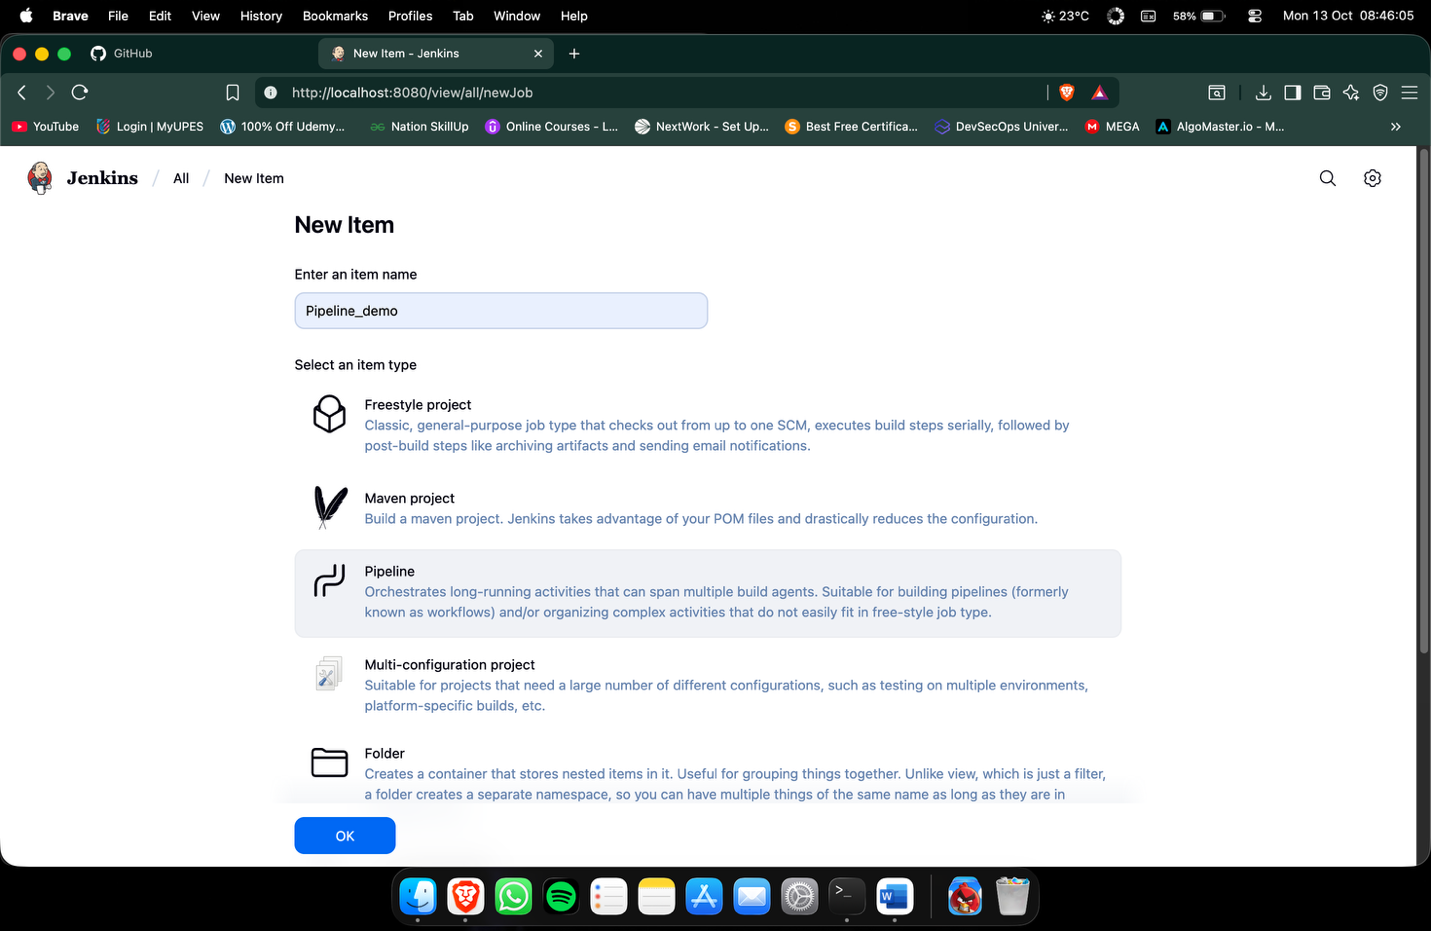 Brave File Edit View History Bookmarks Profiles Tab Window Help 23°C 58% Mon 13 Oct 08:46:05
GitHub New Item - Jenkins
http://localhost:8080/view/all/newJob
YouTube Login | MyUPES 100% Off Udemy... Nation SkillUp Online Courses - L... NextWork - Set Up... Best Free Certifica... DevSecOps Univer... MEGA AlgoMaster.io - M...
Jenkins / All / New Item
New Item
Enter an item name
Pipeline_demo
Select an item type
Freestyle project
Classic, general-purpose job type that checks out from up to one SCM, executes build steps serially, followed by
post-build steps like archiving artifacts and sending email notifications.
Maven project
Build a maven project. Jenkins takes advantage of your POM files and drastically reduces the configuration.
Pipeline
Orchestrates long-running activities that can span multiple build agents. Suitable for building pipelines (formerly
known as workflows) and/or organizing complex activities that do not easily fit in free-style job type.
Multi-configuration project
Suitable for projects that need a large number of different configurations, such as testing on multiple environments,
platform-specific builds, etc.
Folder
Creates a container that stores nested items in it. Useful for grouping things together. Unlike view, which is just a filter,
a folder creates a separate namespace, so you can have multiple things of the same name as long as they are in
OK